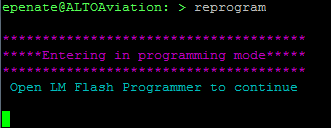 epenate@ALTOAviation: > reprogram
**************************************
*****Entering in programming mode*****
**************************************
Open LM Flash Programmer to continue